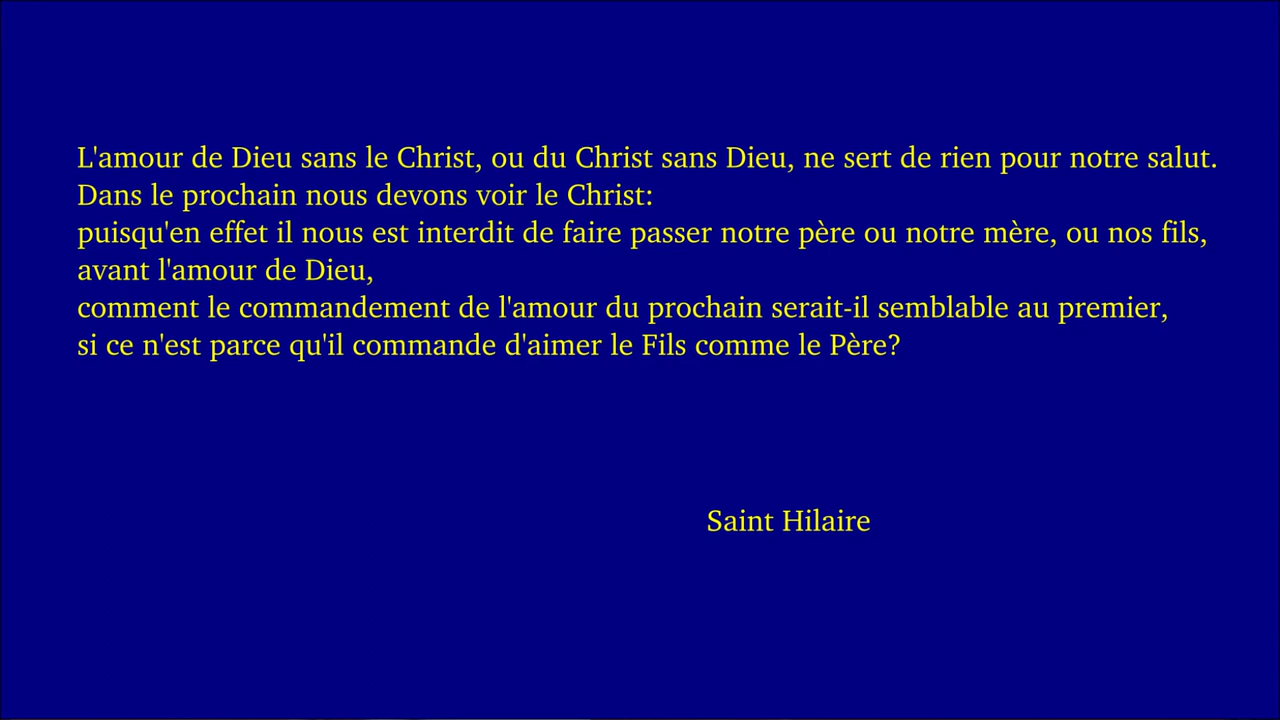 L'amour de Dieu sans le Christ, ou du Christ sans Dieu, ne sert de rien pour notre salut.
Dans le prochain nous devons voir le Christ:
puisqu'en effet il nous est interdit de faire passer notre père ou notre mère, ou nos fils,
avant l'amour de Dieu,
comment le commandement de l'amour du prochain serait-il semblable au premier,
si ce n'est parce qu'il commande d'aimer le Fils comme le Père?
Saint Hilaire